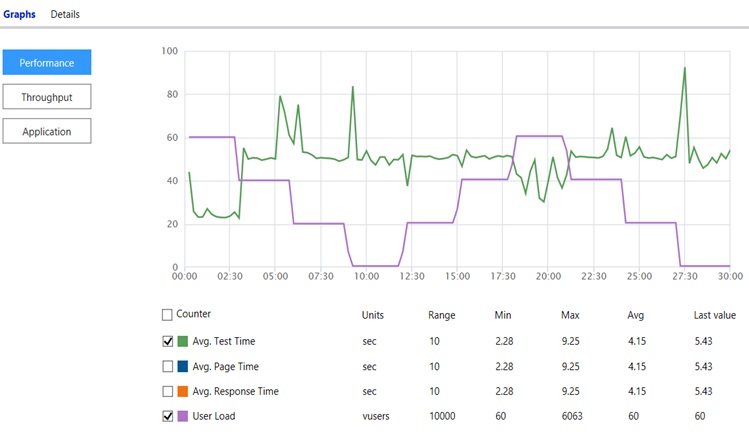 Graphs Details
Performance
Throughput
Application
100
80
60
40
20
0
00:00 02:30 05:00 07:30 10:00 12:30 15:00 17:30 20:00 22:30 25:00 27:30 30:00
Counter Units Range Min Max Avg Last value
Avg. Test Time sec 10 2.28 9.25 4.15 5.43
Avg. Page Time sec 10 2.28 9.25 4.15 5.43
Avg. Response Time sec 10 2.28 9.25 4.15 5.43
User Load vusers 10000 60 6063 60 60